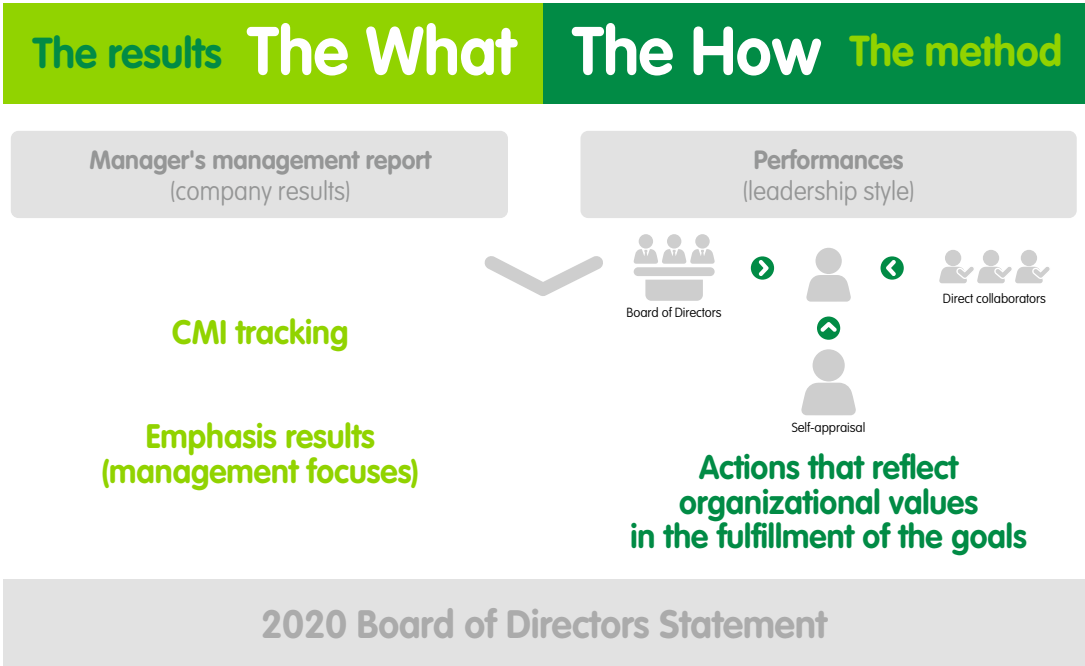 The results The What The How The method
Manager's management report
(company results)
Performances
(leadership style)
Board of Directors
Direct collaborators
Self-appraisal
CMI tracking
Emphasis results
(management focuses)
Actions that reflect
organizational values
in the fulfillment of the goals
2020 Board of Directors Statement